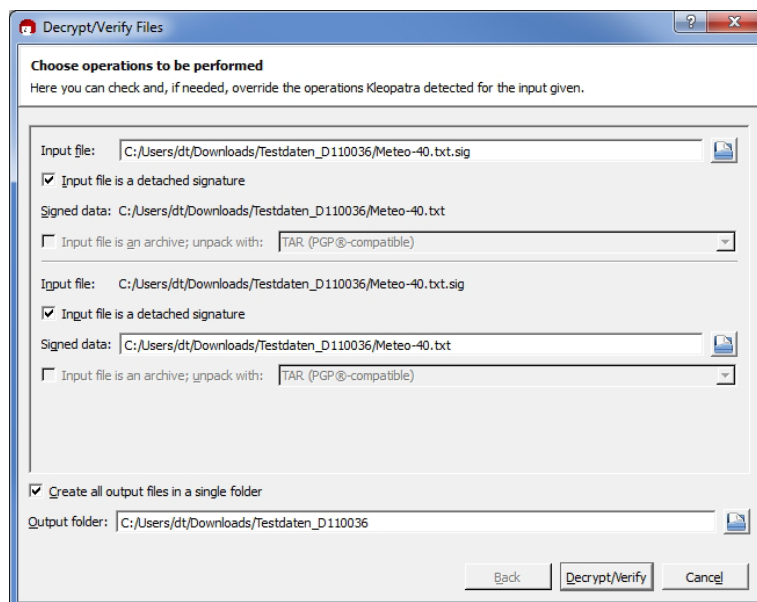 Decrypt/Verify Files
Choose operations to be performed
Here you can check and, if needed, override the operations Kleopatra detected for the input given.
Input file: C:/Users/dt/Downloads/Testdaten_D110036/Meteo-40.txt.sig
Input file is a detached signature
Signed data: C:/Users/dt/Downloads/Testdaten_D110036/Meteo-40.txt
Input file is an archive; unpack with: TAR (PGP®-compatible)
Input file: C:/Users/dt/Downloads/Testdaten_D110036/Meteo-40.txt.sig
Input file is a detached signature
Signed data: C:/Users/dt/Downloads/Testdaten_D110036/Meteo-40.txt
Input file is an archive; unpack with: TAR (PGP®-compatible)
Create all output files in a single folder
Output folder: C:/Users/dt/Downloads/Testdaten_D110036
Back Decrypt/Verify Cancel